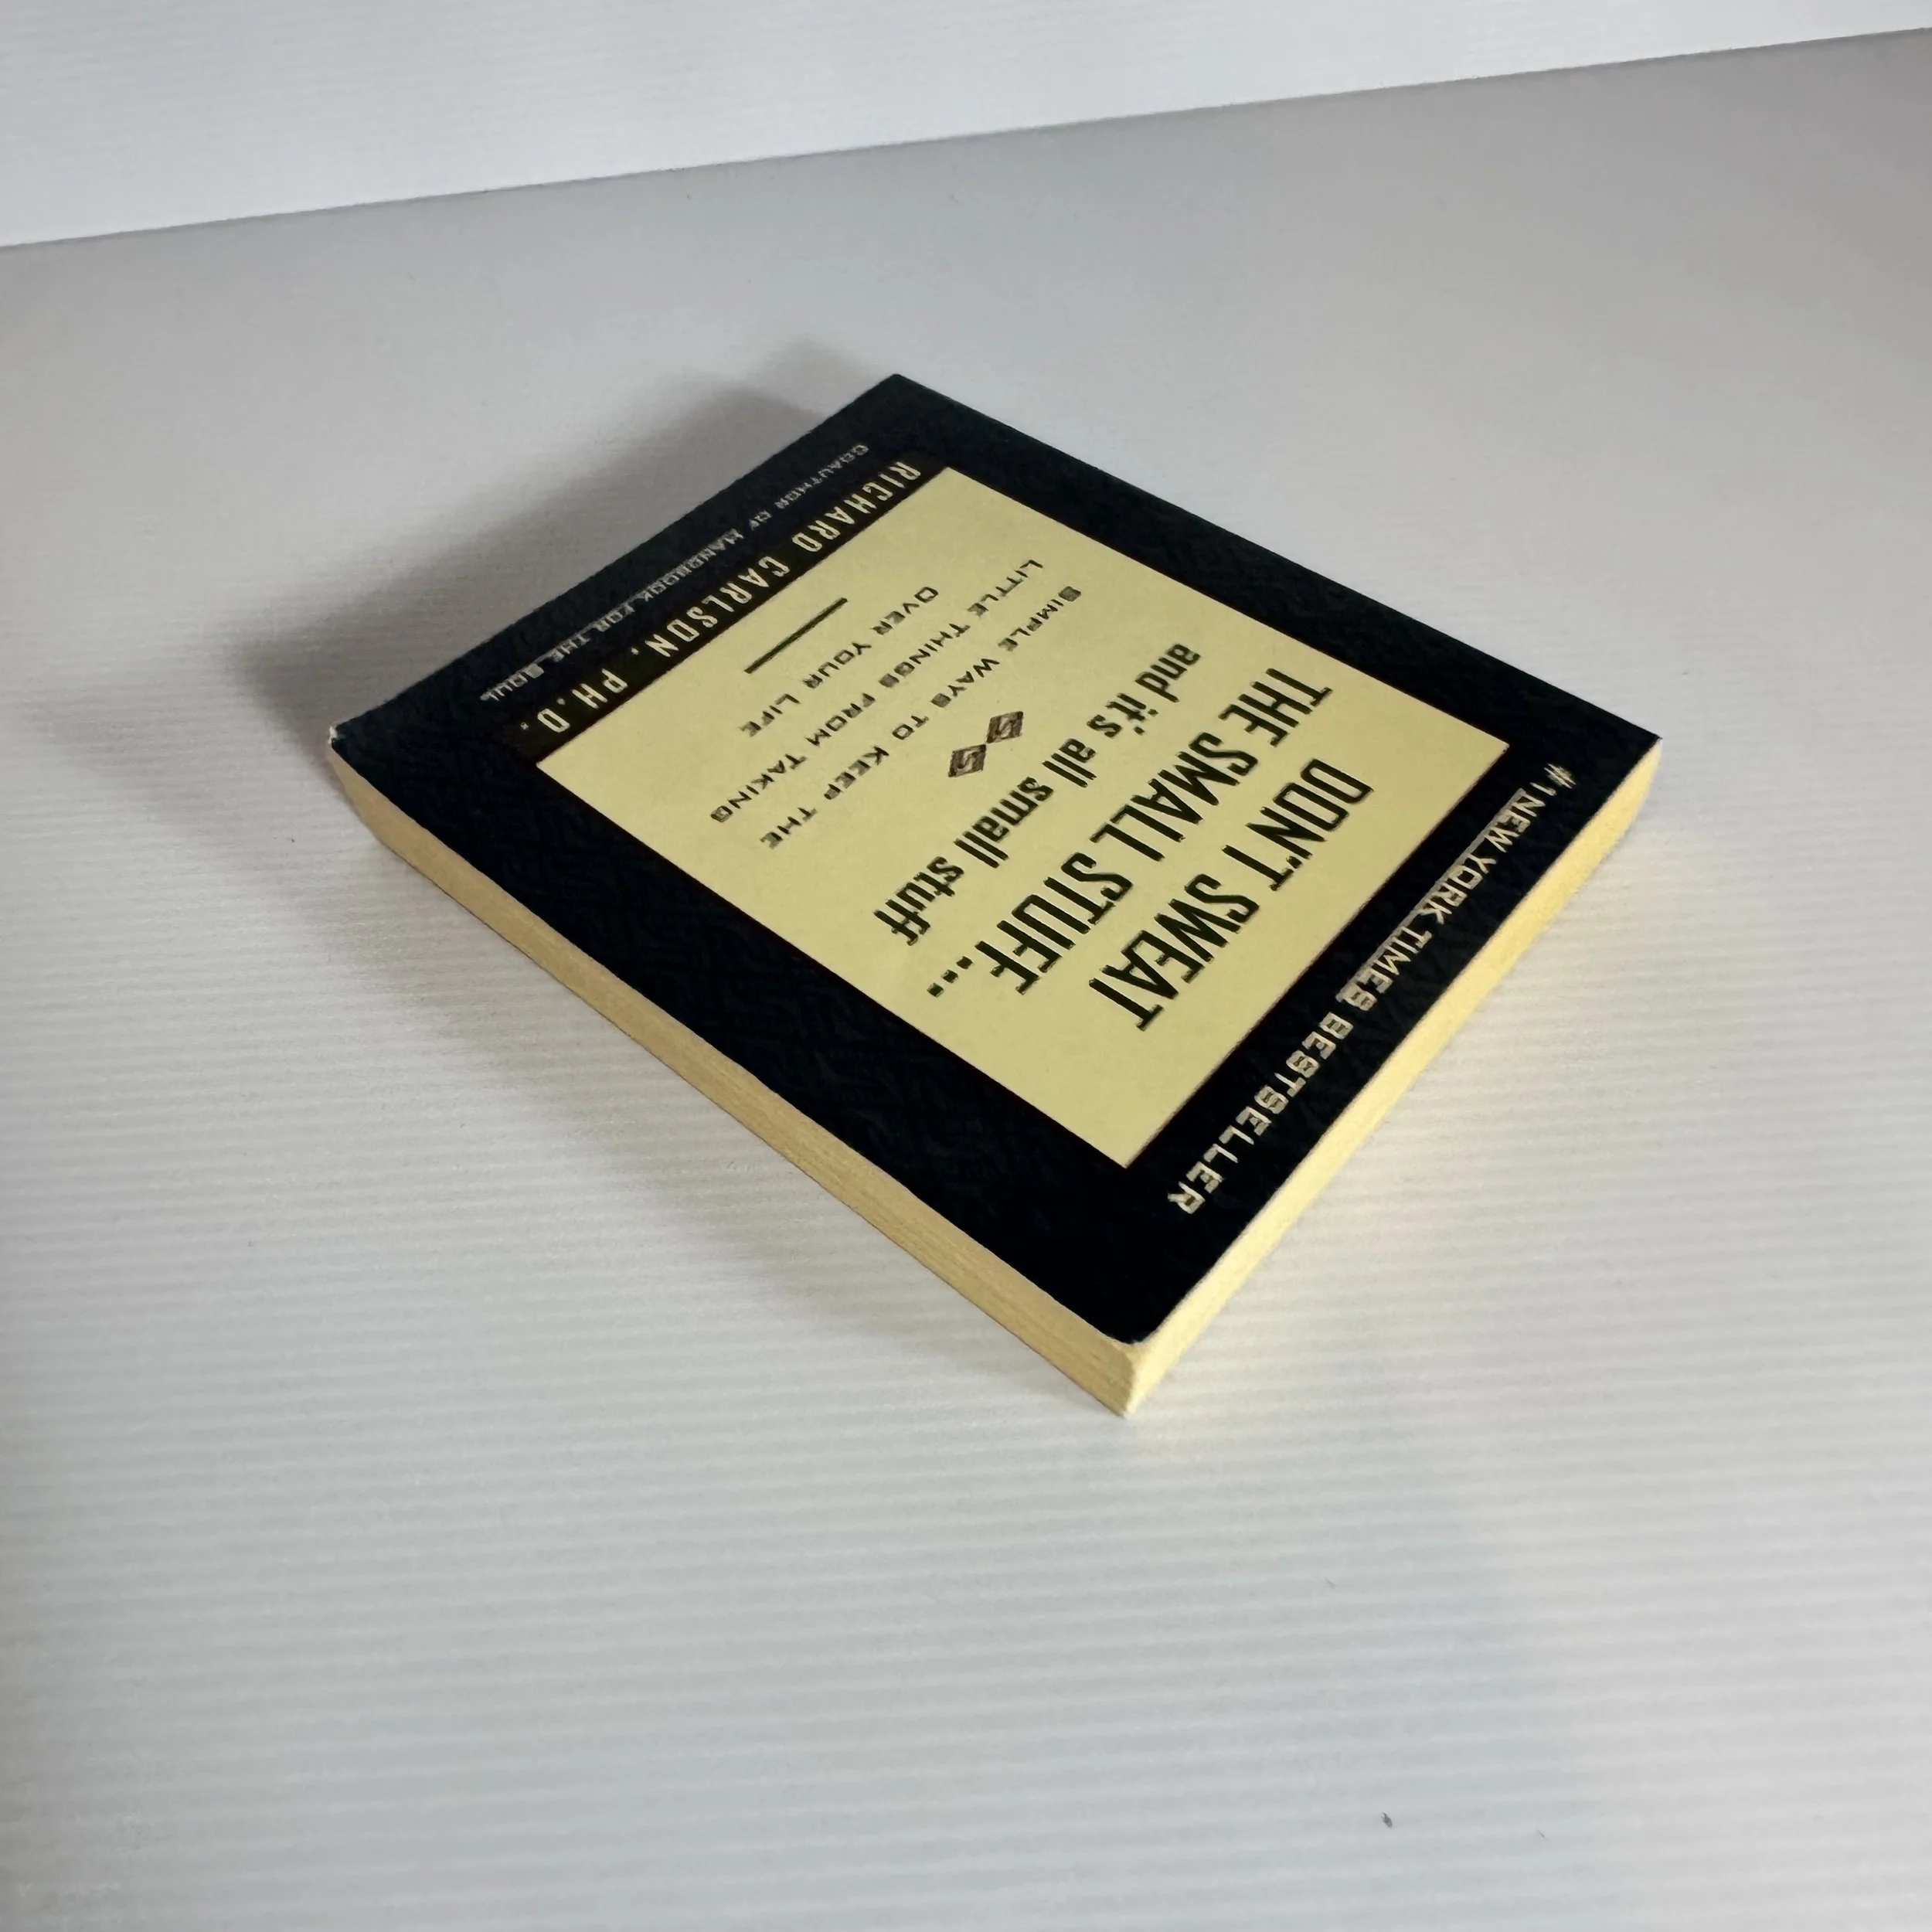 #1 NEW YORK TIMES BESTSELLER
DON'T SWEAT
THE SMALL STUFF...
and it's all small stuff
SIMPLE WAYS TO KEEP THE
LITTLE THINGS FROM TAKING
OVER YOUR LIFE
RICHARD CARLSON, PH.D.
COAUTHOR OF HANDBOOK FOR THE SOUL